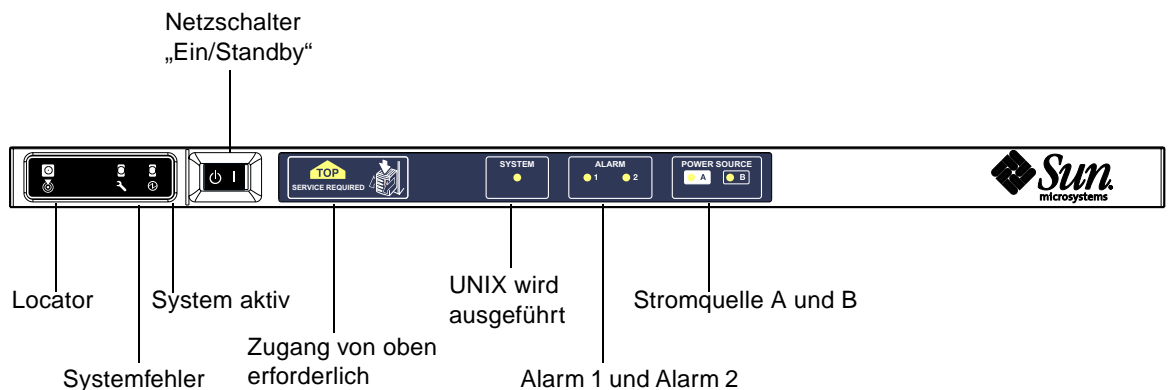 Netzschalter
„Ein/Standby“
TOP
SERVICE REQUIRED
SYSTEM
ALARM
1 2
POWER SOURCE
A B
Sun
microsystems
Locator
System aktiv
UNIX wird
ausgeführt
Stromquelle A und B
Systemfehler
Zugang von oben
erforderlich
Alarm 1 und Alarm 2